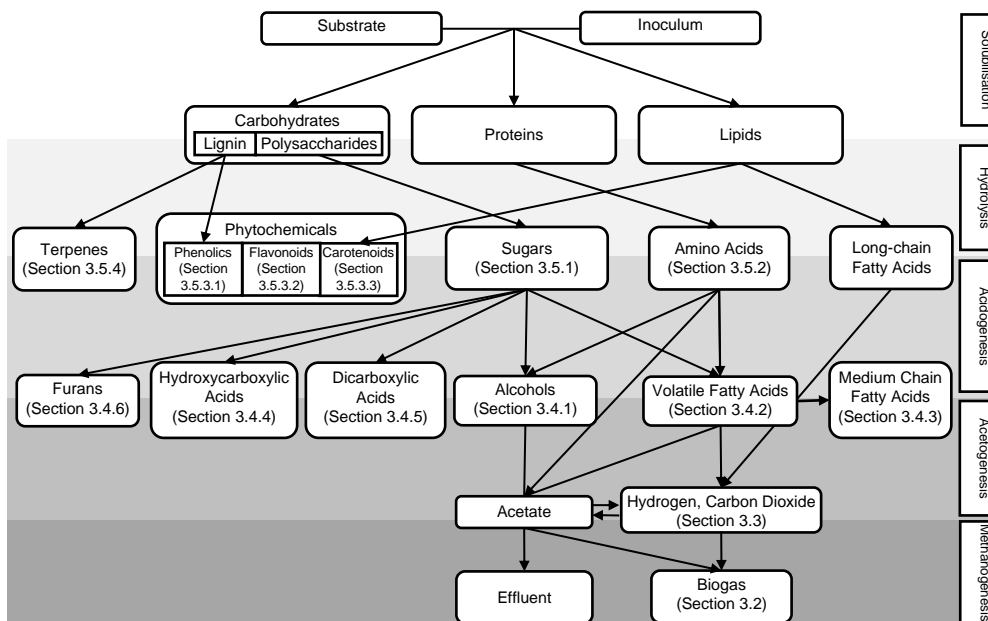 Substrate
Inoculum
Solubilisation
Carbohydrates
Lignin
Polysaccharides
Proteins
Lipids
Hydrolysis
Terpenes
(Section 3.5.4)
Phytochemicals
Phenolics
(Section
3.5.3.1)
Flavonoids
(Section
3.5.3.2)
Carotenoids
(Section
3.5.3.3)
Sugars
(Section 3.5.1)
Amino Acids
(Section 3.5.2)
Long-chain
Fatty Acids
Acidogenesis
Furans
(Section 3.4.6)
Hydroxycarboxylic
Acids
(Section 3.4.4)
Dicarboxylic
Acids
(Section 3.4.5)
Alcohols
(Section 3.4.1)
Volatile Fatty Acids
(Section 3.4.2)
Medium Chain
Fatty Acids
(Section 3.4.3)
Acetogenesis
Acetate
Hydrogen, Carbon Dioxide
(Section 3.3)
Methanogenesis
Effluent
Biogas
(Section 3.2)